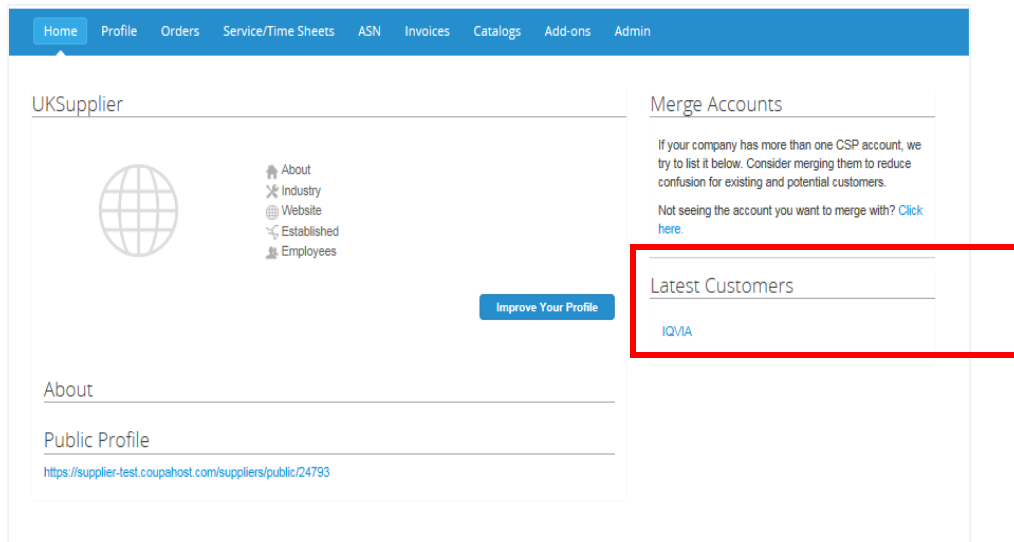 Home Profile Orders Service/Time Sheets ASN Invoices Catalogs Add-ons Admin
UKSupplier
About
Industry
Website
Established
Employees
Improve Your Profile
About
Public Profile
https://supplier-test.coupahost.com/suppliers/public/24793
Merge Accounts
If your company has more than one CSP account, we
try to list it below. Consider merging them to reduce
confusion for existing and potential customers.
Not seeing the account you want to merge with? Click
here.
Latest Customers
IQVIA